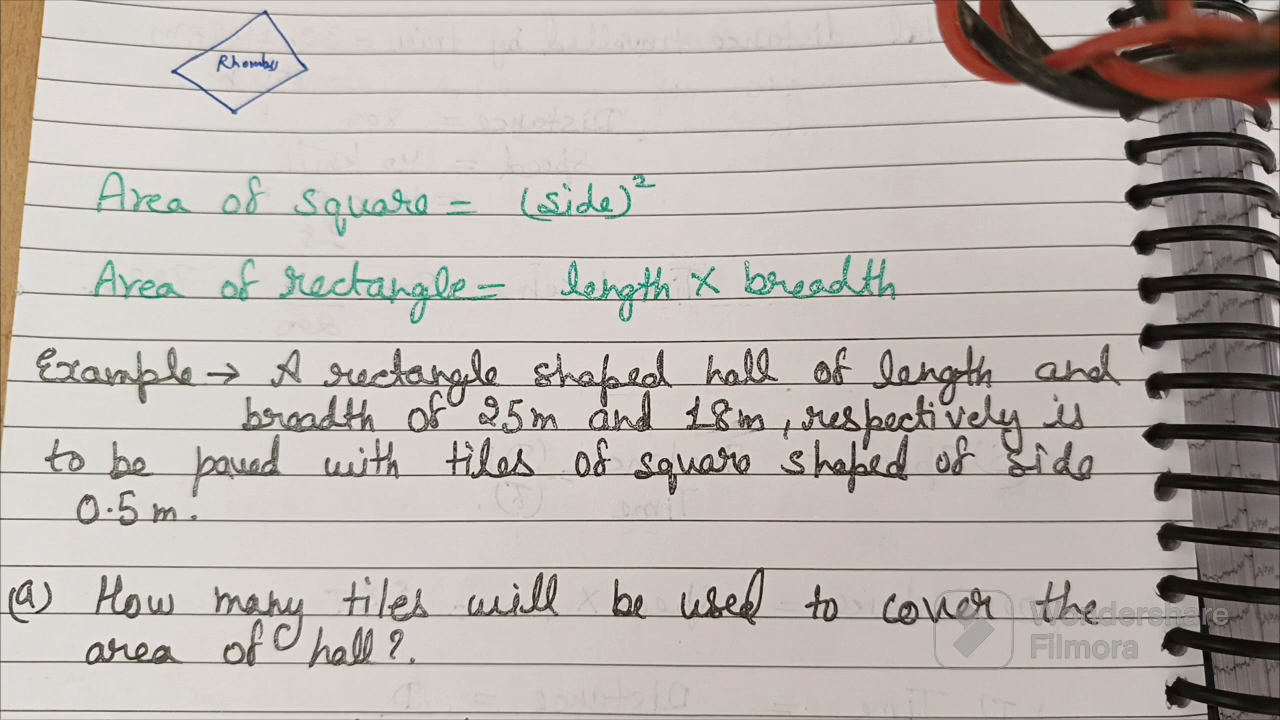 Rhombus
Area of square = (side)²
Area of rectangle = length × breadth
Example → A rectangle shaped hall of length and
breadth of 25m and 18m, respectively is
to be paved with tiles of square shaped of side
0.5 m.
(a) How many tiles will be used to cover the
area of hall?.
Wondershare
Filmora